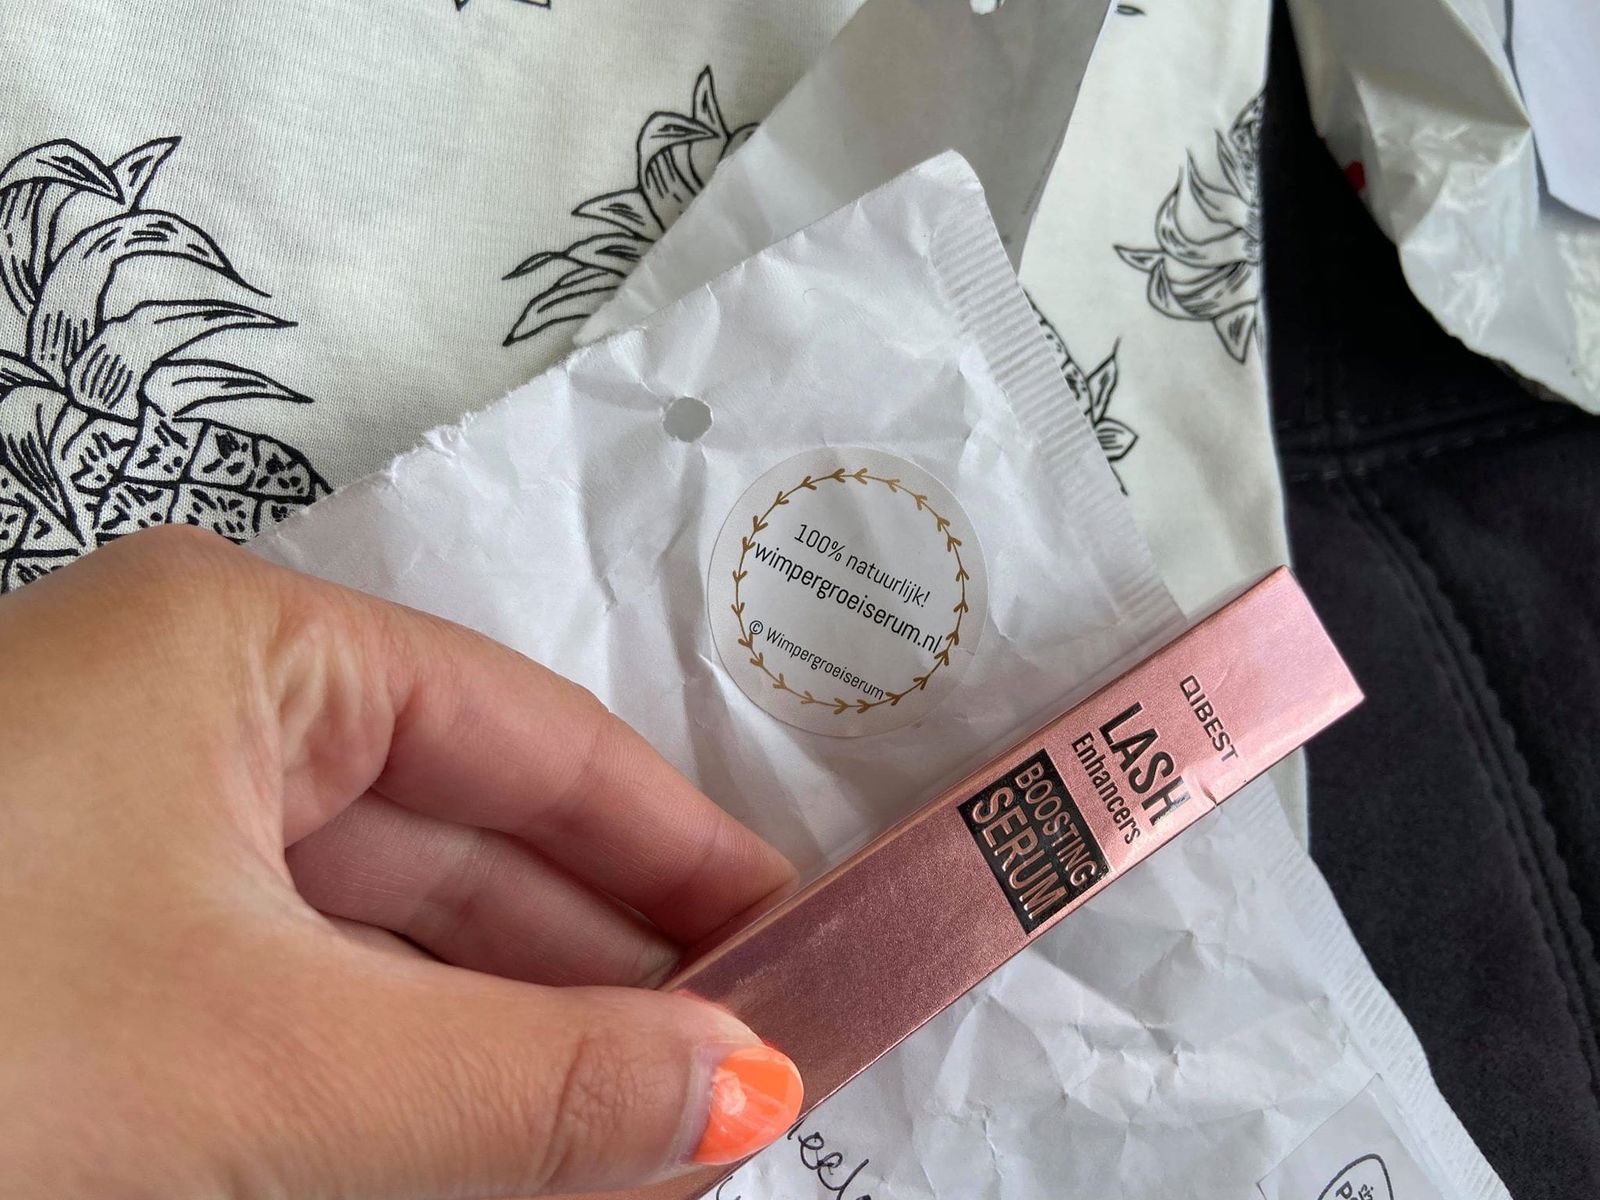 100% natuurlijk!
wimpergroeiserum.nl
© Wimpergroeiserum
QIBEST
LASH
Enhancers
BOOSTING
SERUM